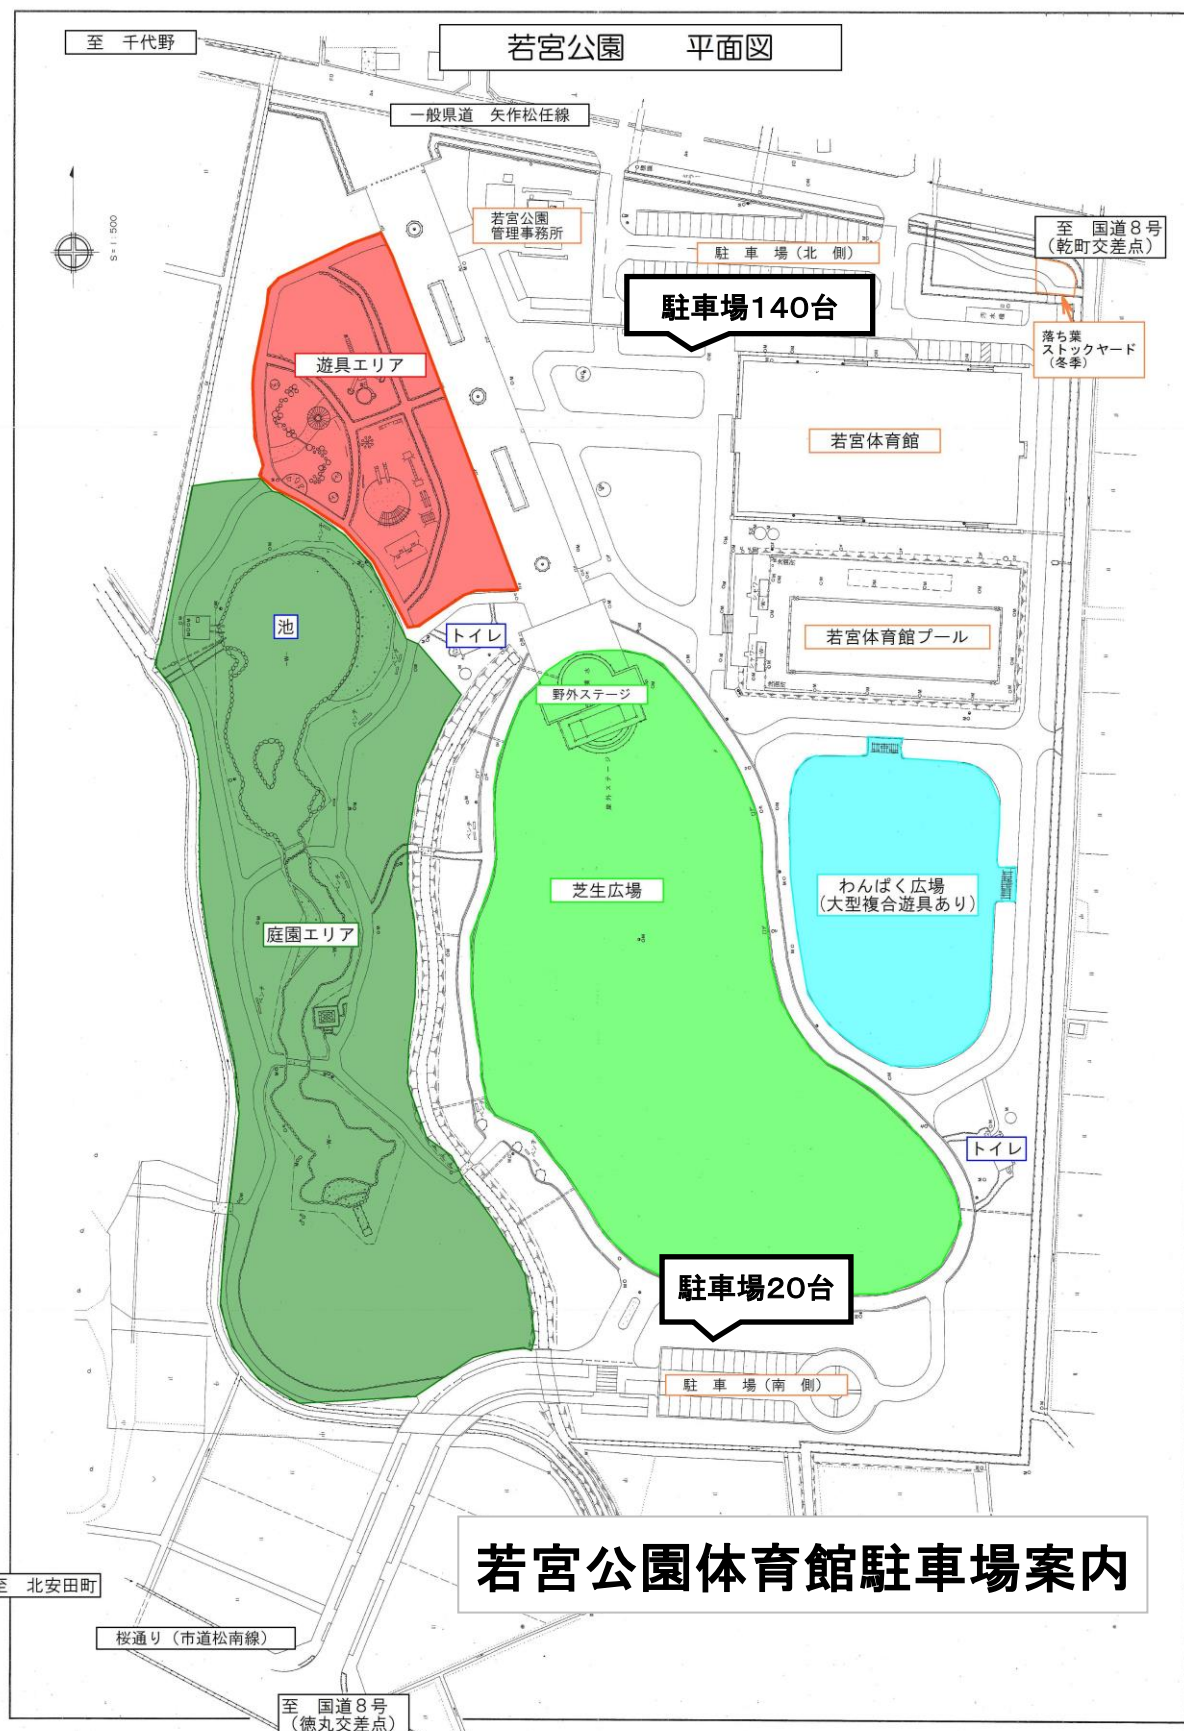 至 千代野
若宮公園 平面図
一般県道 矢作松任線
若宮公園
管理事務所
駐車場(北側)
至 国道8号
(乾町交差点)
S=1:500
駐車場140台
落ち葉
ストックヤード
(冬季)
遊具エリア
若宮体育館
池
トイレ
若宮体育館プール
野外ステージ
野外ステージ
わんぱく広場
(大型複合遊具あり)
芝生広場
庭園エリア
トイレ
駐車場20台
駐車場(南側)
若宮公園体育館駐車場案内
至 北安田町
桜通り(市道松南線)
至 国道8号
(徳丸交差点)